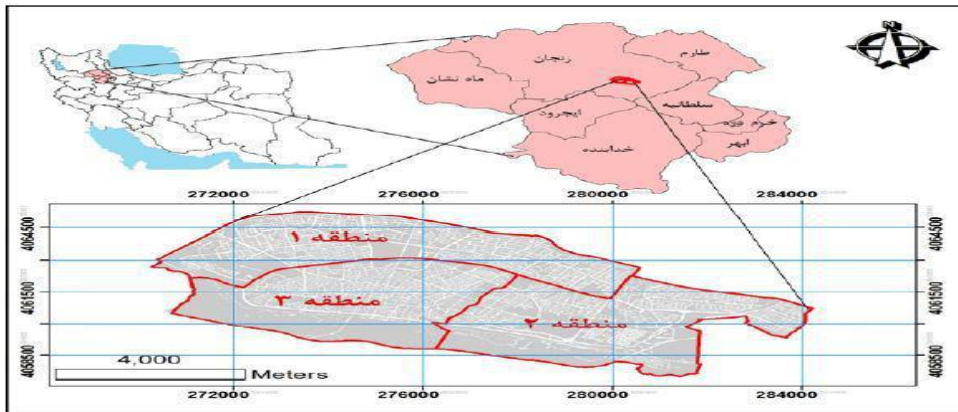 طارم
زنجان
ماه نشان
سلطانیه
ایجرود
خرم دره
ابهر
خدابنده
272000 276000 280000 284000
4064500 4064500
منطقه ۱
4061500 4061500
منطقه ۳
منطقه ۲
4058500 4058500
4,000
Meters
272000 276000 280000 284000